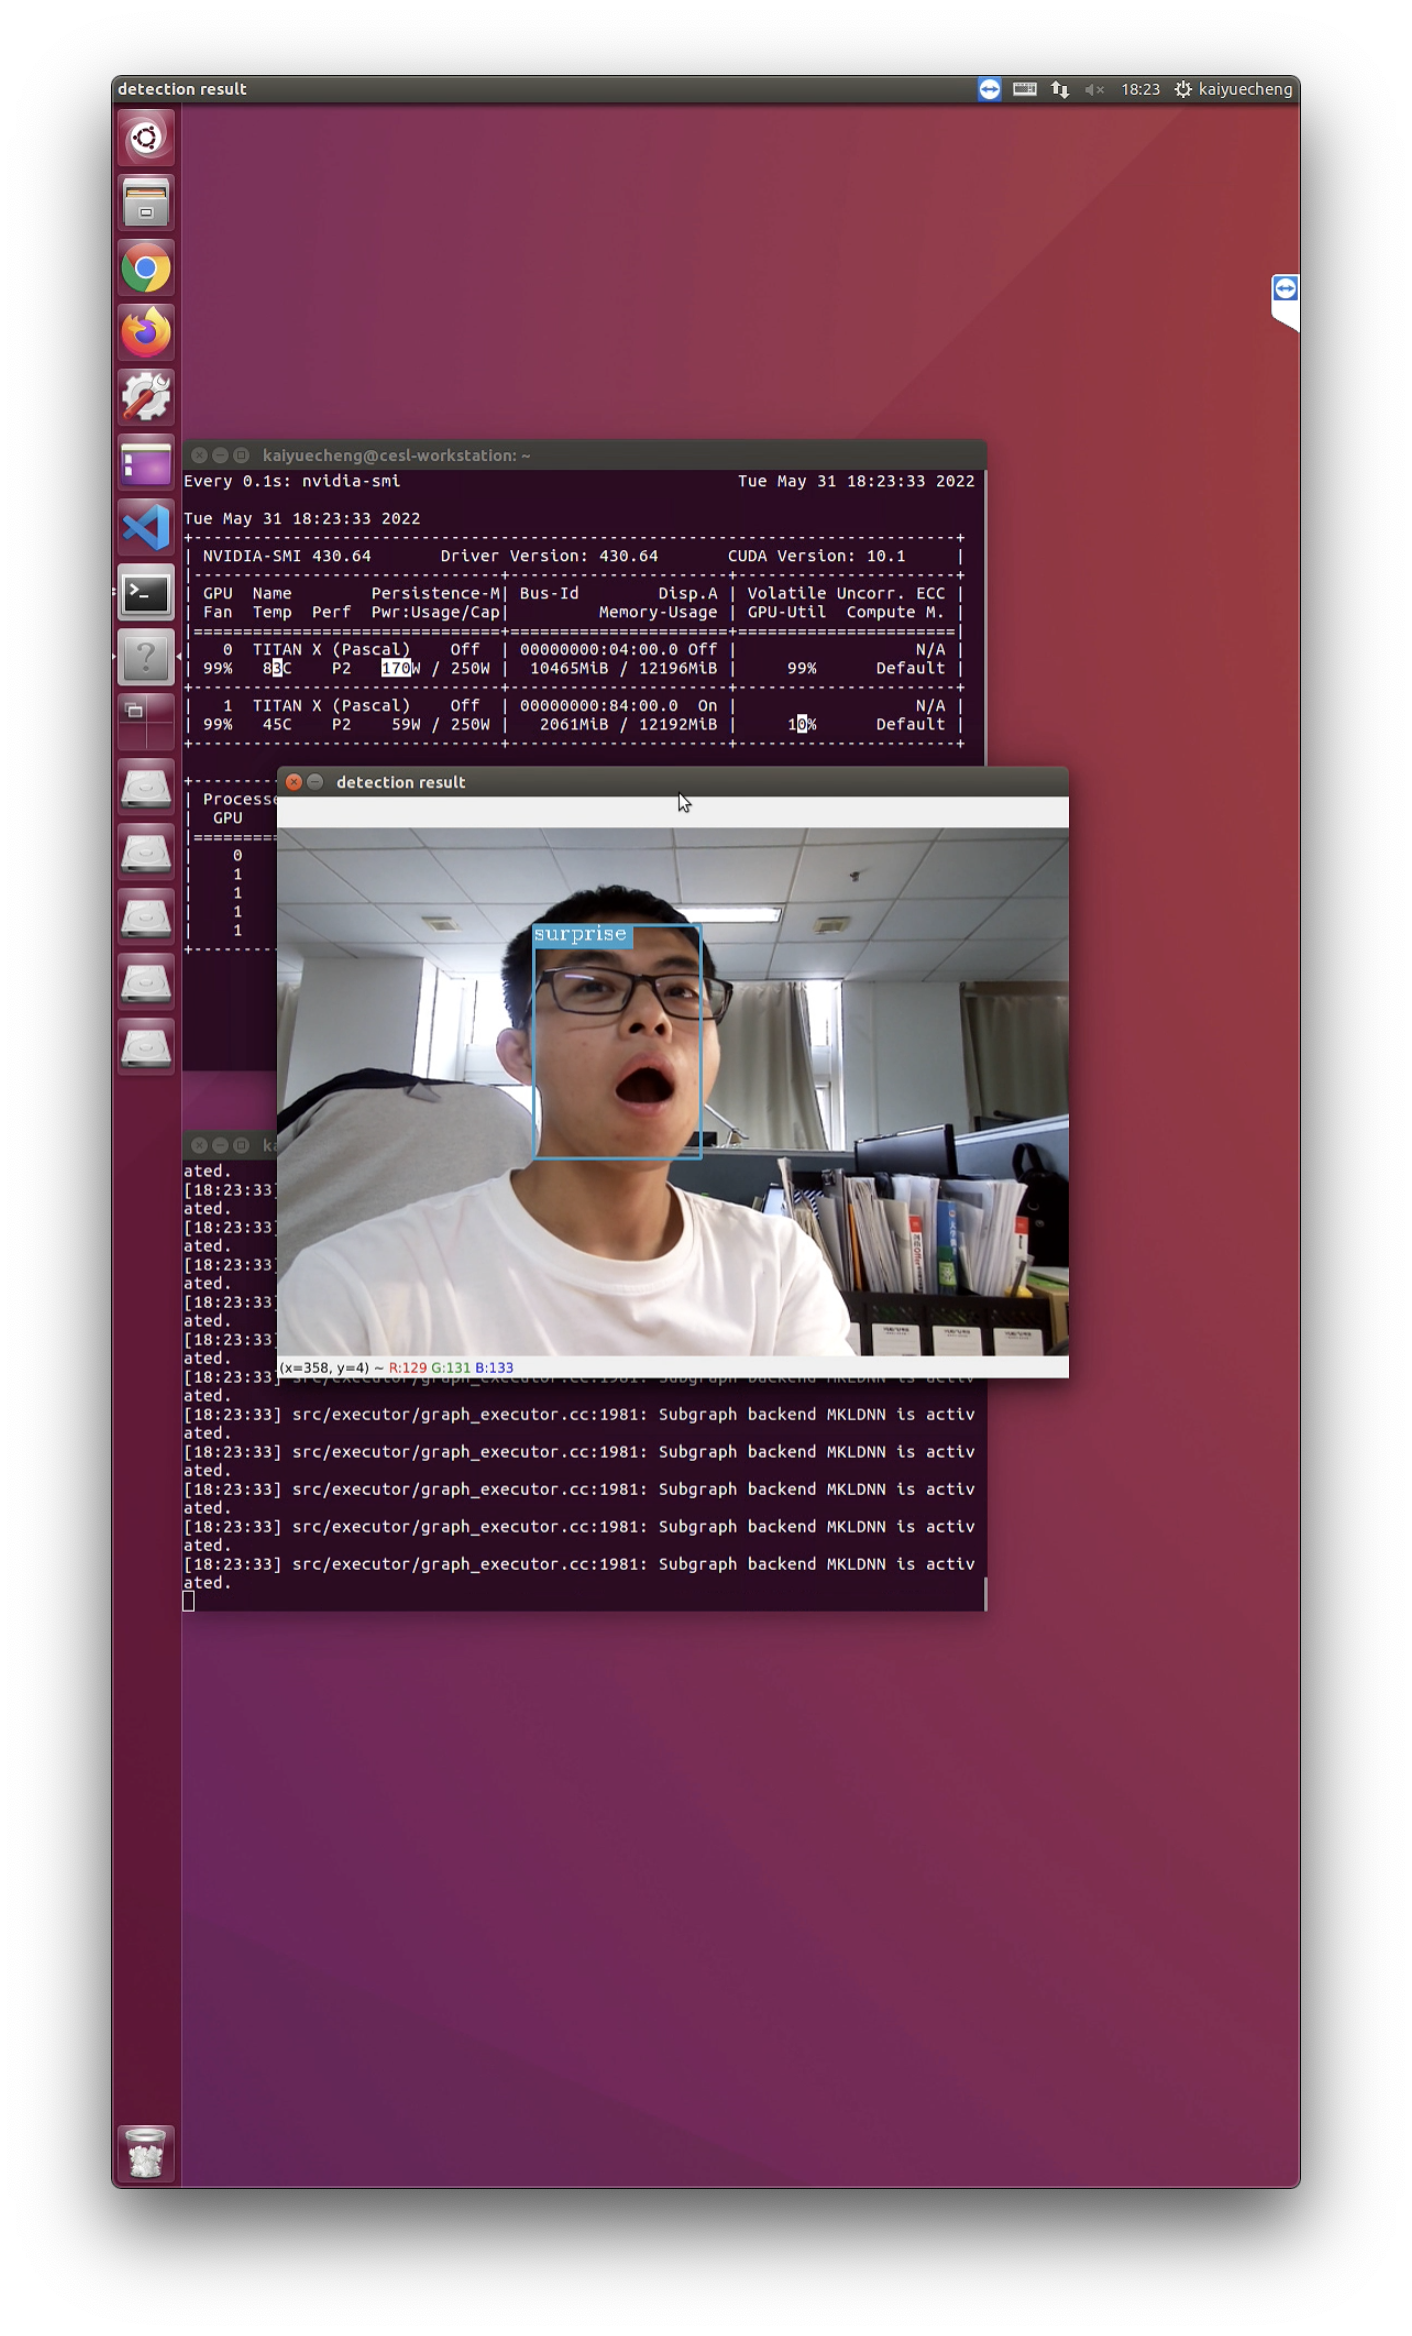 detection result
18:23 kaiyuecheng
kaiyuecheng@cesl-workstation: ~
Every 0.1s: nvidia-smi Tue May 31 18:23:33 2022
Tue May 31 18:23:33 2022
NVIDIA-SMI 430.64 Driver Version: 430.64 CUDA Version: 10.1
GPU Name Persistence-M| Bus-Id Disp.A | Volatile Uncorr. ECC |
Fan Temp Perf Pwr:Usage/Cap| Memory-Usage | GPU-Util Compute M. |
0 TITAN X (Pascal) Off | 00000000:04:00.0 Off | N/A |
99% 83C P2 170W / 250W | 10465MiB / 12196MiB | 99% Default |
1 TITAN X (Pascal) Off | 00000000:84:00.0 On | N/A |
99% 45C P2 59W / 250W | 2061MiB / 12192MiB | 10% Default |
detection result
Processe
GPU
0
1
1
1
1
surprise
ka
ated.
[18:23:33]
ated.
[18:23:33]
ated.
[18:23:33]
ated.
[18:23:33]
ated.
[18:23:33]
ated.
(x=358, y=4) ~ R:129 G:131 B:133
[18:23:33] src/executor/graph_executor.cc:1981: Subgraph backend MKLDNN is activ
ated.
[18:23:33] src/executor/graph_executor.cc:1981: Subgraph backend MKLDNN is activ
ated.
[18:23:33] src/executor/graph_executor.cc:1981: Subgraph backend MKLDNN is activ
ated.
[18:23:33] src/executor/graph_executor.cc:1981: Subgraph backend MKLDNN is activ
ated.
[18:23:33] src/executor/graph_executor.cc:1981: Subgraph backend MKLDNN is activ
ated.
[18:23:33] src/executor/graph_executor.cc:1981: Subgraph backend MKLDNN is activ
ated.